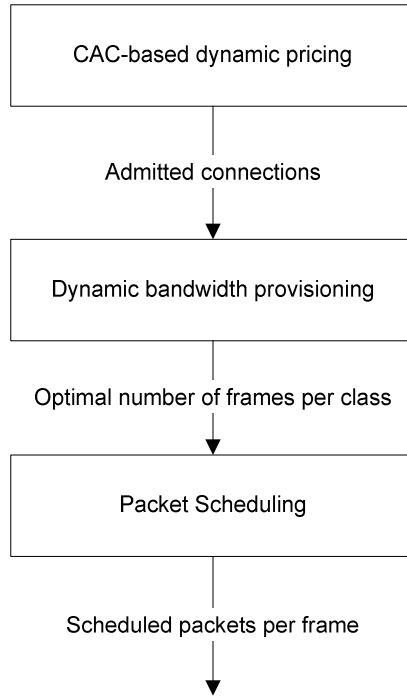 CAC-based dynamic pricing
Admitted connections
Dynamic bandwidth provisioning
Optimal number of frames per class
Packet Scheduling
Scheduled packets per frame